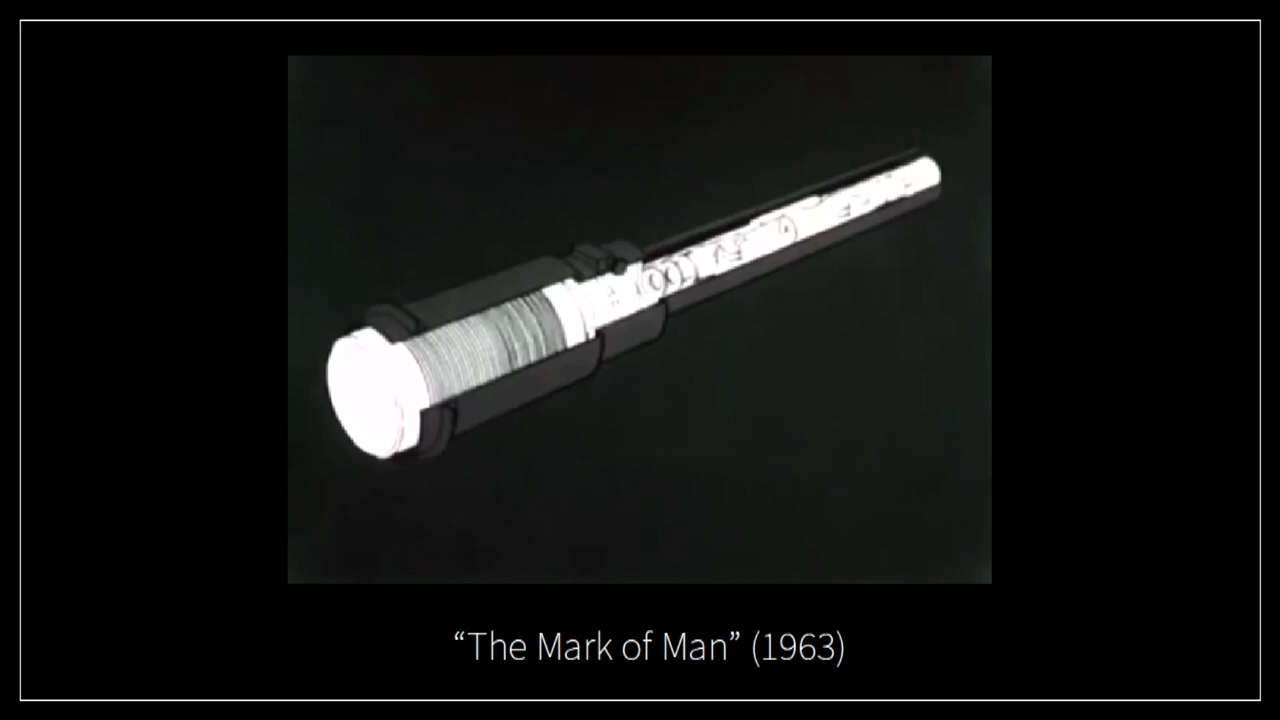 “The Mark of Man” (1963)